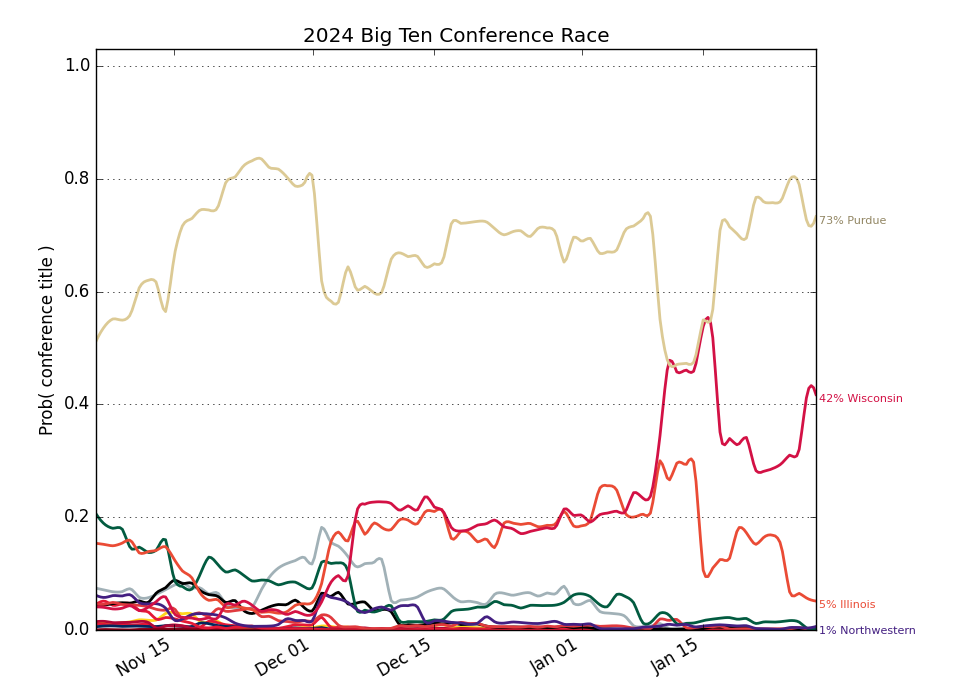 2024 Big Ten Conference Race
Prob( conference title )
1.0
0.8
0.6
0.4
0.2
0.0
73% Purdue
42% Wisconsin
5% Illinois
1% Northwestern
Nov 15
Dec 01
Dec 15
Jan 01
Jan 15